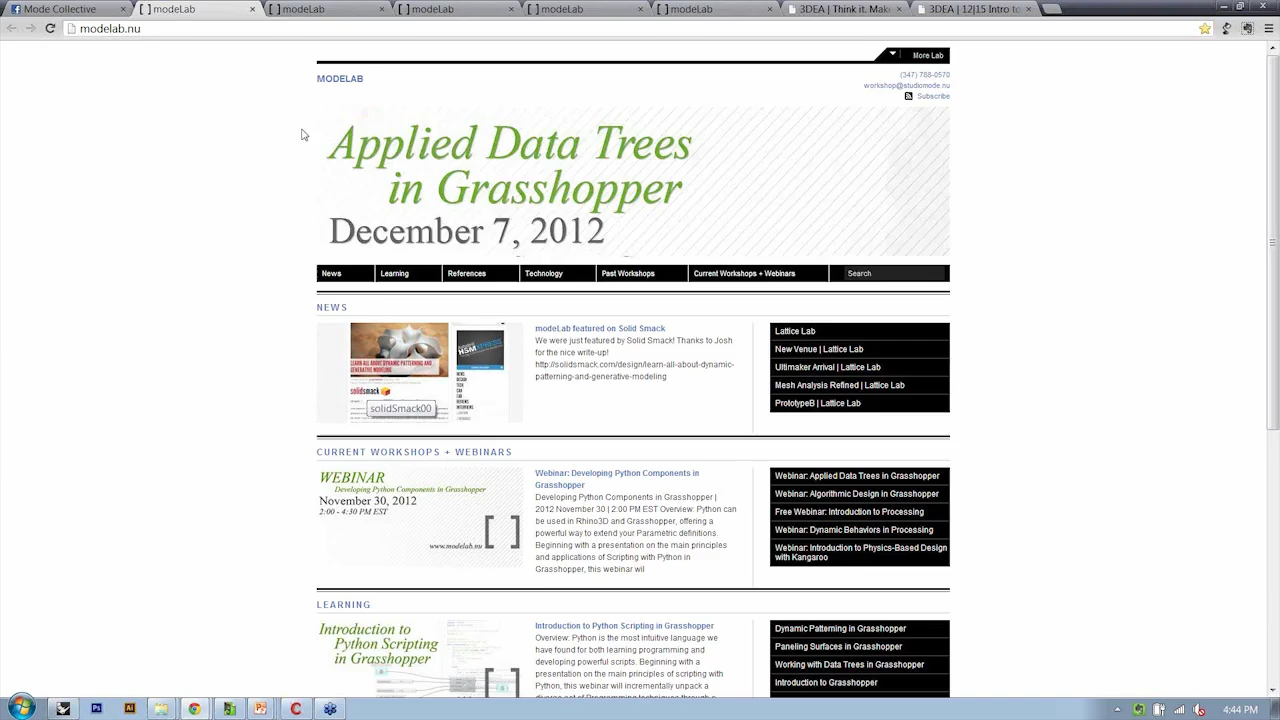 Mode Collective
modeLab
modeLab
modeLab
modeLab
modeLab
3DEA | Think it. Mak
3DEA | 12|15 Intro to
modelab.nu
More Lab
MODELAB
(347) 788-0570
workshop@studiomode.nu
Subscribe
Applied Data Trees
in Grasshopper
December 7, 2012
News
Learning
References
Technology
Past Workshops
Current Workshops + Webinars
Search
NEWS
LEARN ALL ABOUT DYNAMIC PATTERNING AND
GENERATIVE MODELING
solidsmack
solidSmack00
modeLab featured on Solid Smack
We were just featured by Solid Smack! Thanks to Josh
for the nice write-up!
http://solidsmack.com/design/learn-all-about-dynamic-
patterning-and-generative-modeling
Lattice Lab
New Venue | Lattice Lab
Ultimaker Arrival | Lattice Lab
Mesh Analysis Refined | Lattice Lab
PrototypeB | Lattice Lab
CURRENT WORKSHOPS + WEBINARS
WEBINAR
Developing Python Components in Grasshopper
November 30, 2012
2:00 - 4:30 PM EST
www.modelab.nu
Webinar: Developing Python Components in
Grasshopper
Developing Python Components in Grasshopper |
2012 November 30 | 2:00 PM EST Overview: Python can
be used in Rhino3D and Grasshopper, offering a
powerful way to extend your Parametric definitions.
Beginning with a presentation on the main principles
and applications of Scripting with Python in
Grasshopper, this webinar wil
Webinar: Applied Data Trees in Grasshopper
Webinar: Algorithmic Design in Grasshopper
Free Webinar: Introduction to Processing
Webinar: Dynamic Behaviors in Processing
Webinar: Introduction to Physics-Based Design
with Kangaroo
LEARNING
Introduction to
Python Scripting
in Grasshopper
Introduction to Python Scripting in Grasshopper
Overview: Python is the most intuitive language we
have found for both learning programming and
developing powerful scripts. Beginning with a
presentation on the main principles of scripting with
Python, this webinar will incrementally unpack a
Dynamic Patterning in Grasshopper
Paneling Surfaces in Grasshopper
Working with Data Trees in Grasshopper
Introduction to Grasshopper
4:44 PM